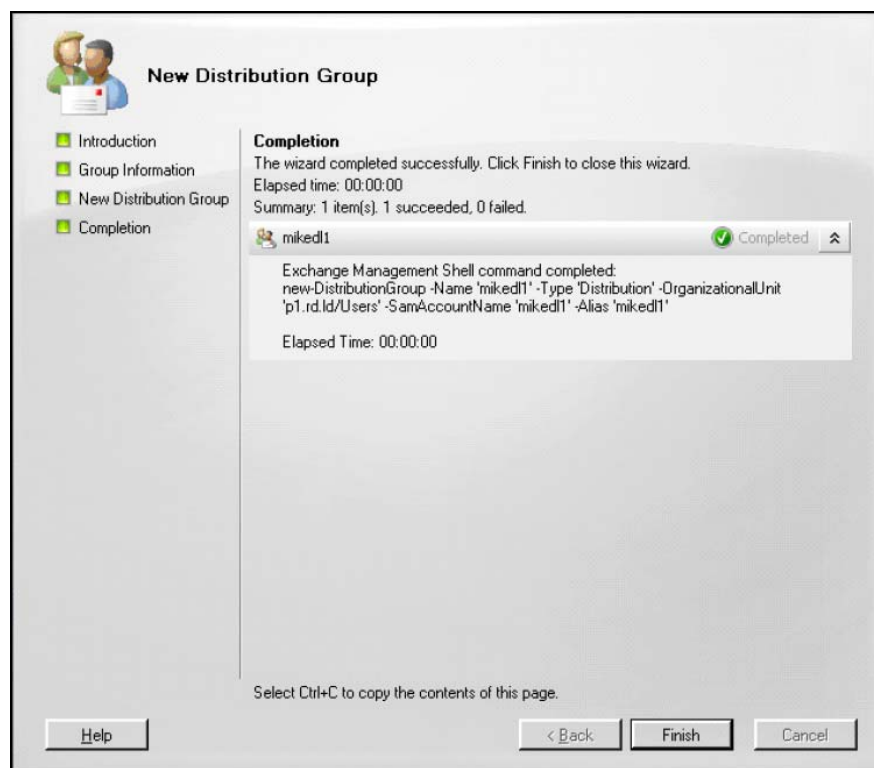 New Distribution Group
Introduction
Group Information
New Distribution Group
Completion
Completion
The wizard completed successfully. Click Finish to close this wizard.
Elapsed time: 00:00:00
Summary: 1 item(s). 1 succeeded, 0 failed.
mikedl1
Completed
Exchange Management Shell command completed:
new-DistributionGroup -Name 'mikedl1' -Type 'Distribution' -OrganizationalUnit
'p1.rd.ld/Users' -SamAccountName 'mikedl1' -Alias 'mikedl1'
Elapsed Time: 00:00:00
Select Ctrl+C to copy the contents of this page.
Help
< Back
Finish
Cancel